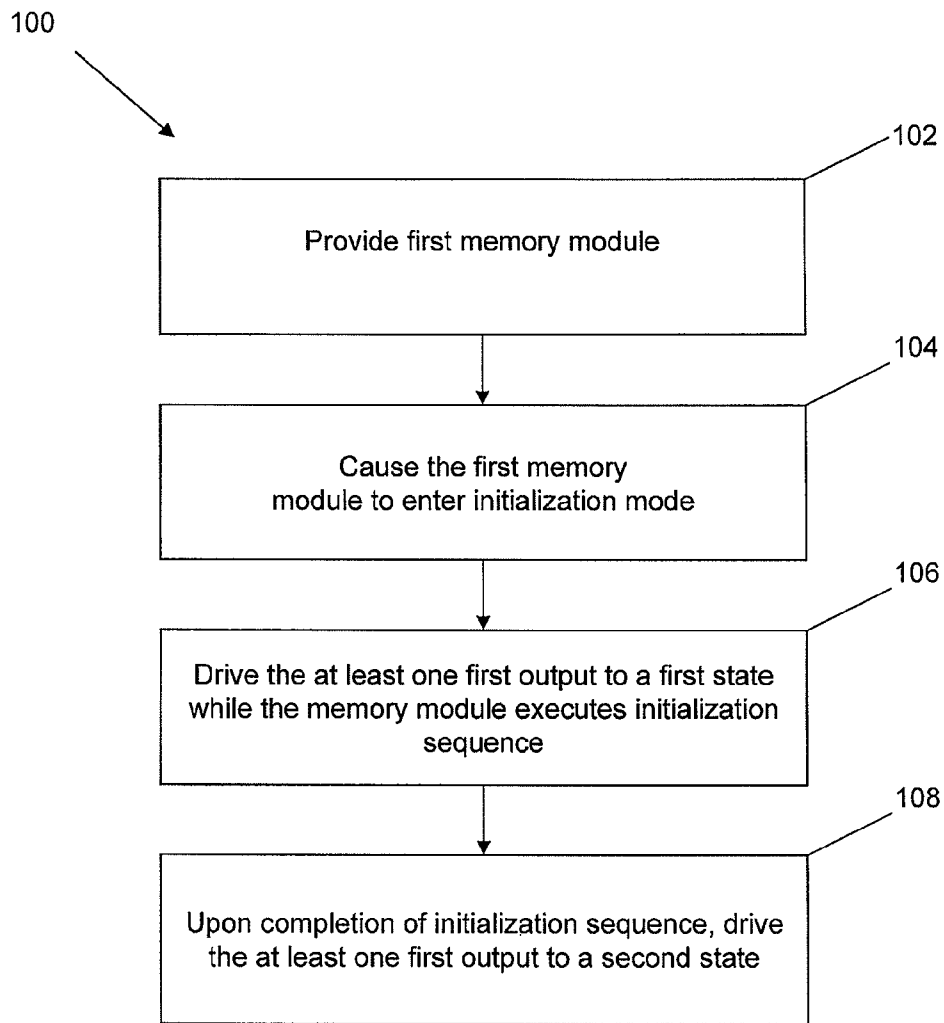 100
102
Provide first memory module
104
Cause the first memory
module to enter initialization mode
106
Drive the at least one first output to a first state
while the memory module executes initialization
sequence
108
Upon completion of initialization sequence, drive
the at least one first output to a second state